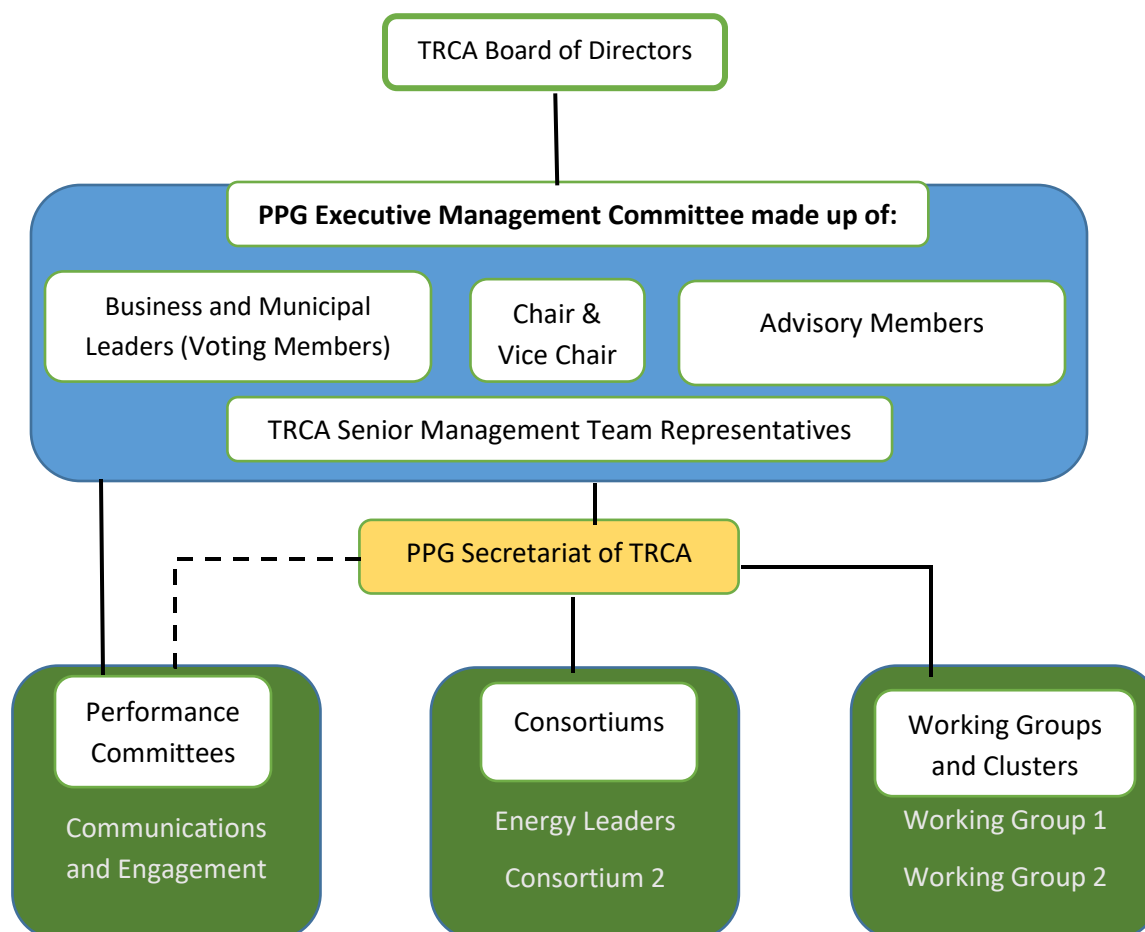 TRCA Board of Directors
PPG Executive Management Committee made up of:
Business and Municipal
Leaders (Voting Members)
Chair &
Vice Chair
Advisory Members
TRCA Senior Management Team Representatives
PPG Secretariat of TRCA
Performance
Committees
Communications
and Engagement
Consortiums
Energy Leaders
Consortium 2
Working Groups
and Clusters
Working Group 1
Working Group 2